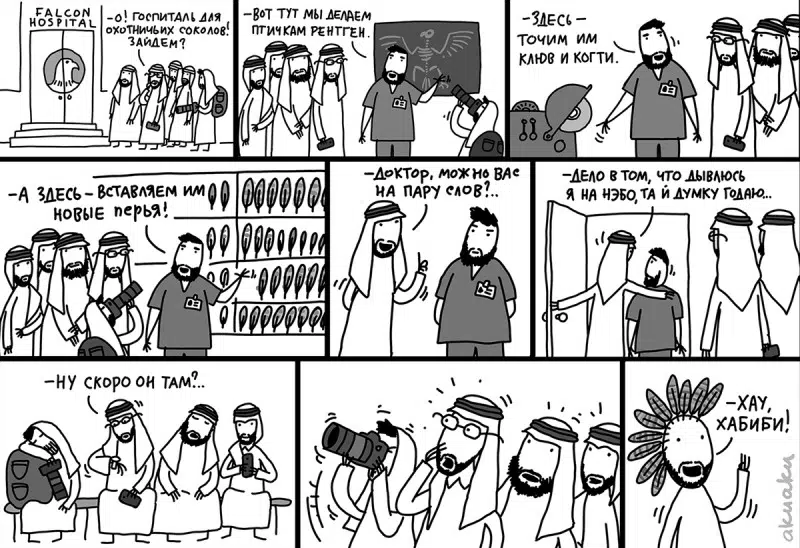 FALCON
HOSPITAL
-О! ГОСПИТАЛЬ ДЛЯ
ОХОТНИЧЬИХ СОКОЛОВ!
ЗАЙДЕМ?
-ВОТ ТУТ МЫ ДЕЛАЕМ
ПТИЧКАМ РЕНТГЕН.
-ЗДЕСЬ-
ТОЧИМ ИМ
КЛЮВ И КОГТИ.
-А ЗДЕСЬ-ВСТАВЛЯЕМ ИМ
НОВЫЕ ПЕРЬЯ!
-ДОКТОР, МОЖНО ВАС
НА ПАРУ СЛОВ?..
-ДЕЛО В ТОМ, ЧТО ДЫВЛЮСЬ
Я НА НЭБО, ТА Й ДУМКУ ГОДАЮ...
-НУ СКОРО ОН ТАМ?..
-ХАУ,
ХАБИБИ!
akuaku